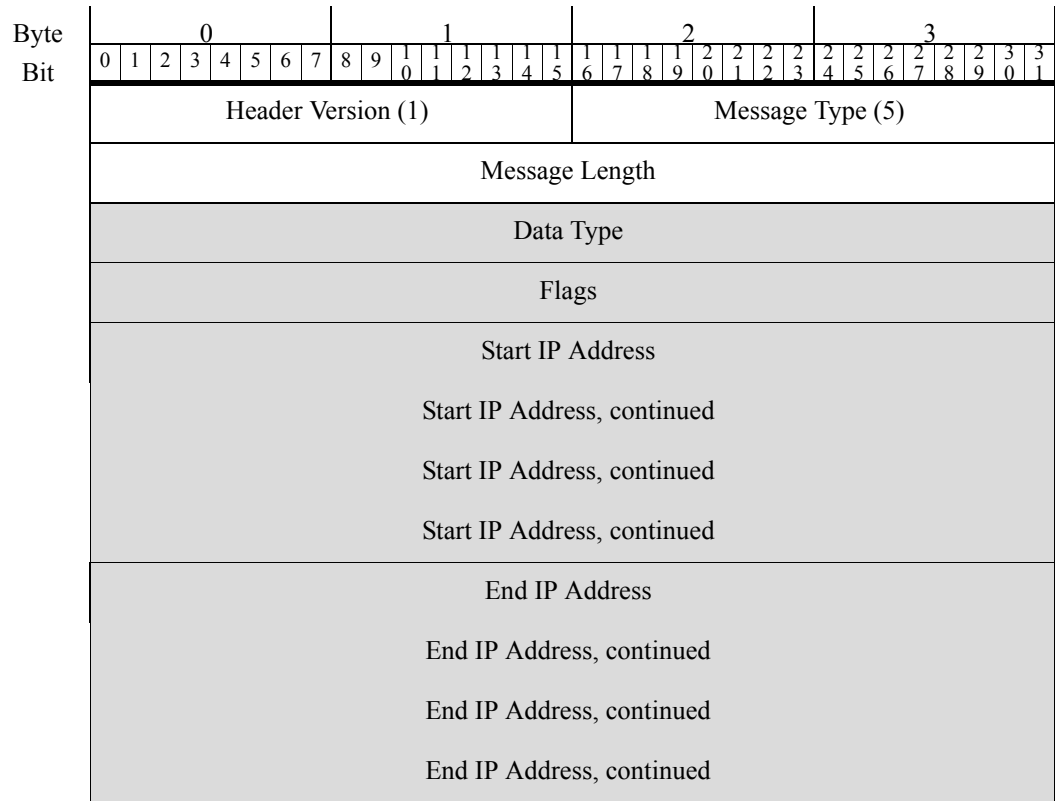 Byte 0 1 2 3
Bit 0 1 2 3 4 5 6 7 8 9 10 11 12 13 14 15 16 17 18 19 20 21 22 23 24 25 26 27 28 29 30 31
Header Version (1) Message Type (5)
Message Length
Data Type
Flags
Start IP Address
Start IP Address, continued
Start IP Address, continued
Start IP Address, continued
End IP Address
End IP Address, continued
End IP Address, continued
End IP Address, continued